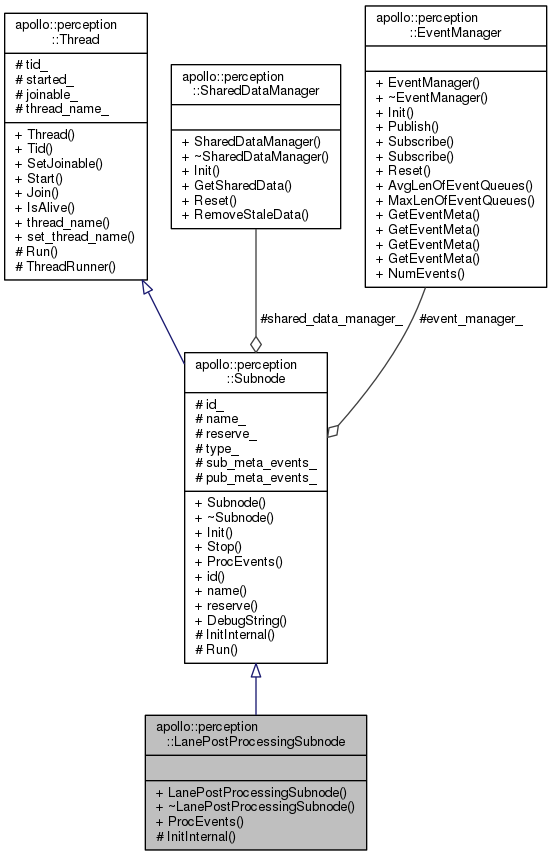 apollo::perception
::Thread
# tid_
# started_
# joinable_
# thread_name_
+ Thread()
+ Tid()
+ SetJoinable()
+ Start()
+ Join()
+ IsAlive()
+ thread_name()
+ set_thread_name()
# Run()
# ThreadRunner()
apollo::perception
::SharedDataManager
+ SharedDataManager()
+ ~SharedDataManager()
+ Init()
+ GetSharedData()
+ Reset()
+ RemoveStaleData()
apollo::perception
::EventManager
+ EventManager()
+ ~EventManager()
+ Init()
+ Publish()
+ Subscribe()
+ Subscribe()
+ Reset()
+ AvgLenOfEventQueues()
+ MaxLenOfEventQueues()
+ GetEventMeta()
+ GetEventMeta()
+ GetEventMeta()
+ GetEventMeta()
+ NumEvents()
#shared_data_manager_
#event_manager_
apollo::perception
::Subnode
# id_
# name_
# reserve_
# type_
# sub_meta_events_
# pub_meta_events_
+ Subnode()
+ ~Subnode()
+ Init()
+ Stop()
+ ProcEvents()
+ id()
+ name()
+ reserve()
+ DebugString()
# InitInternal()
# Run()
apollo::perception
::LanePostProcessingSubnode
+ LanePostProcessingSubnode()
+ ~LanePostProcessingSubnode()
+ ProcEvents()
# InitInternal()